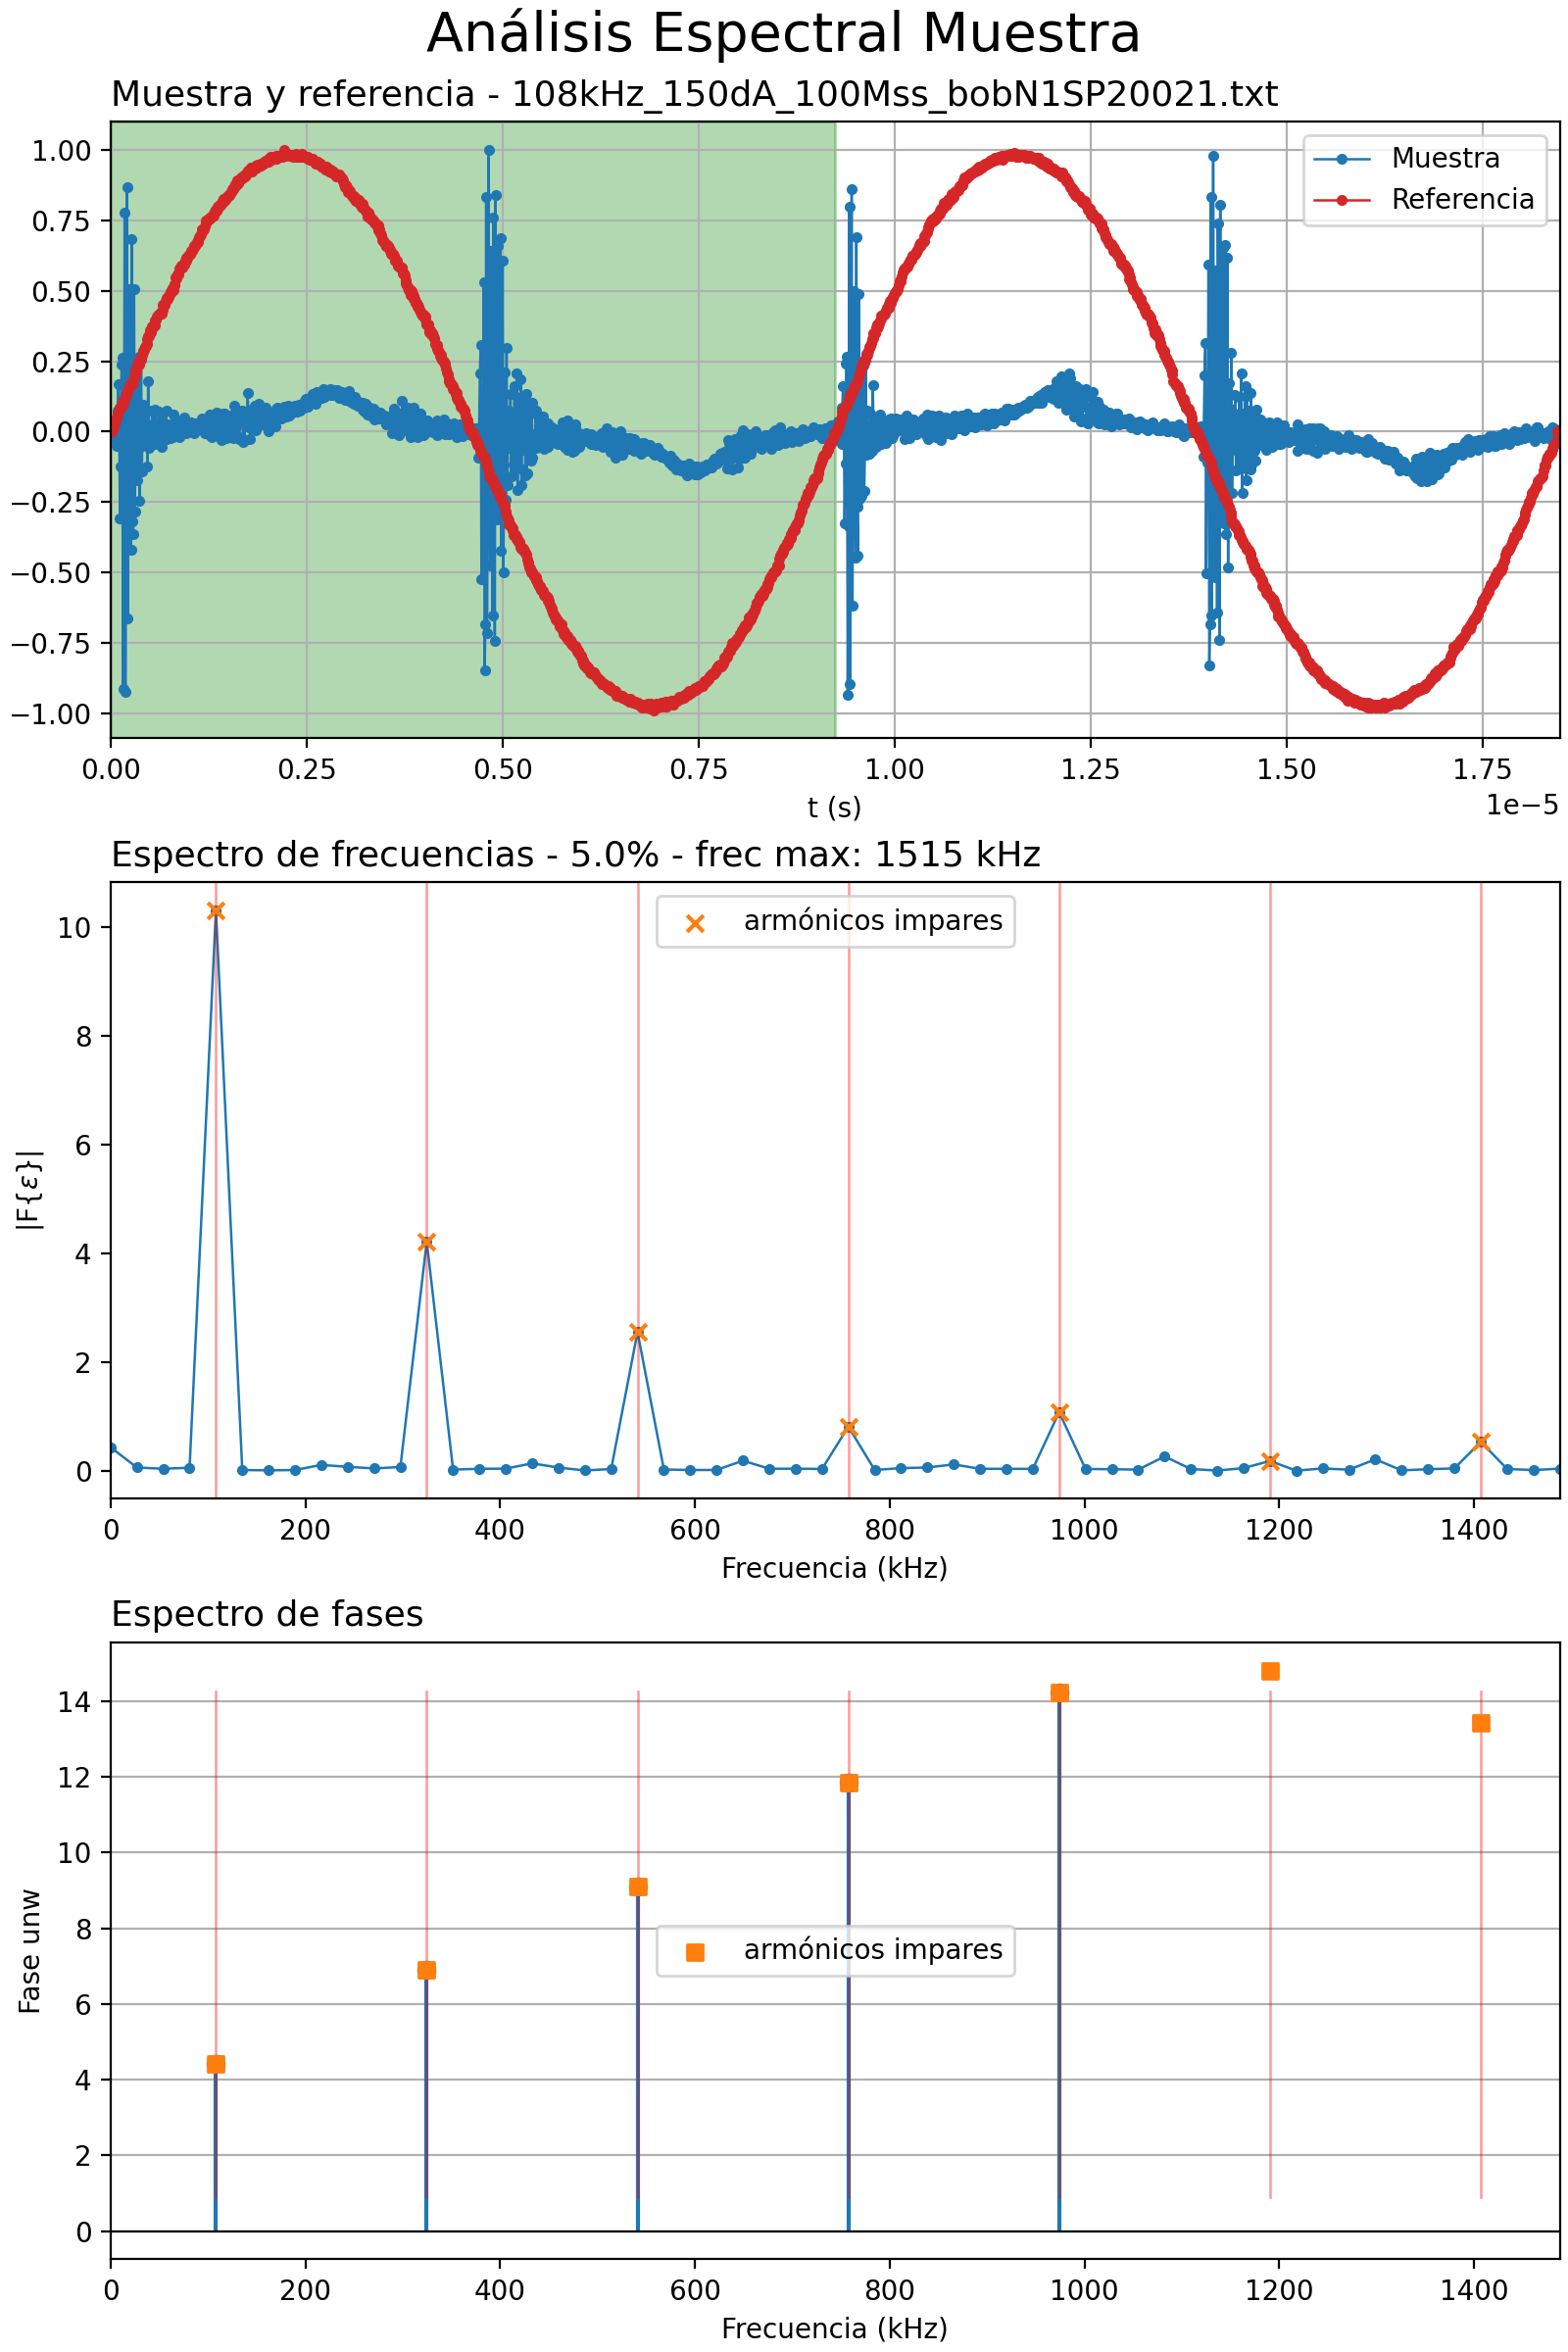 Análisis Espectral Muestra
Muestra y referencia - 108kHz_150dA_100Mss_bobN1SP20021.txt
Muestra
Referencia
1.00
0.75
0.50
0.25
0.00
−0.25
−0.50
−0.75
−1.00
0.00 0.25 0.50 0.75 1.00 1.25 1.50 1.75
1e−5
t (s)
Espectro de frecuencias - 5.0% - frec max: 1515 kHz
armónicos impares
10
8
6
4
2
0
|F{ε}|
0 200 400 600 800 1000 1200 1400
Frecuencia (kHz)
Espectro de fases
14
12
10
8
6
4
2
0
Fase unw
armónicos impares
0 200 400 600 800 1000 1200 1400
Frecuencia (kHz)